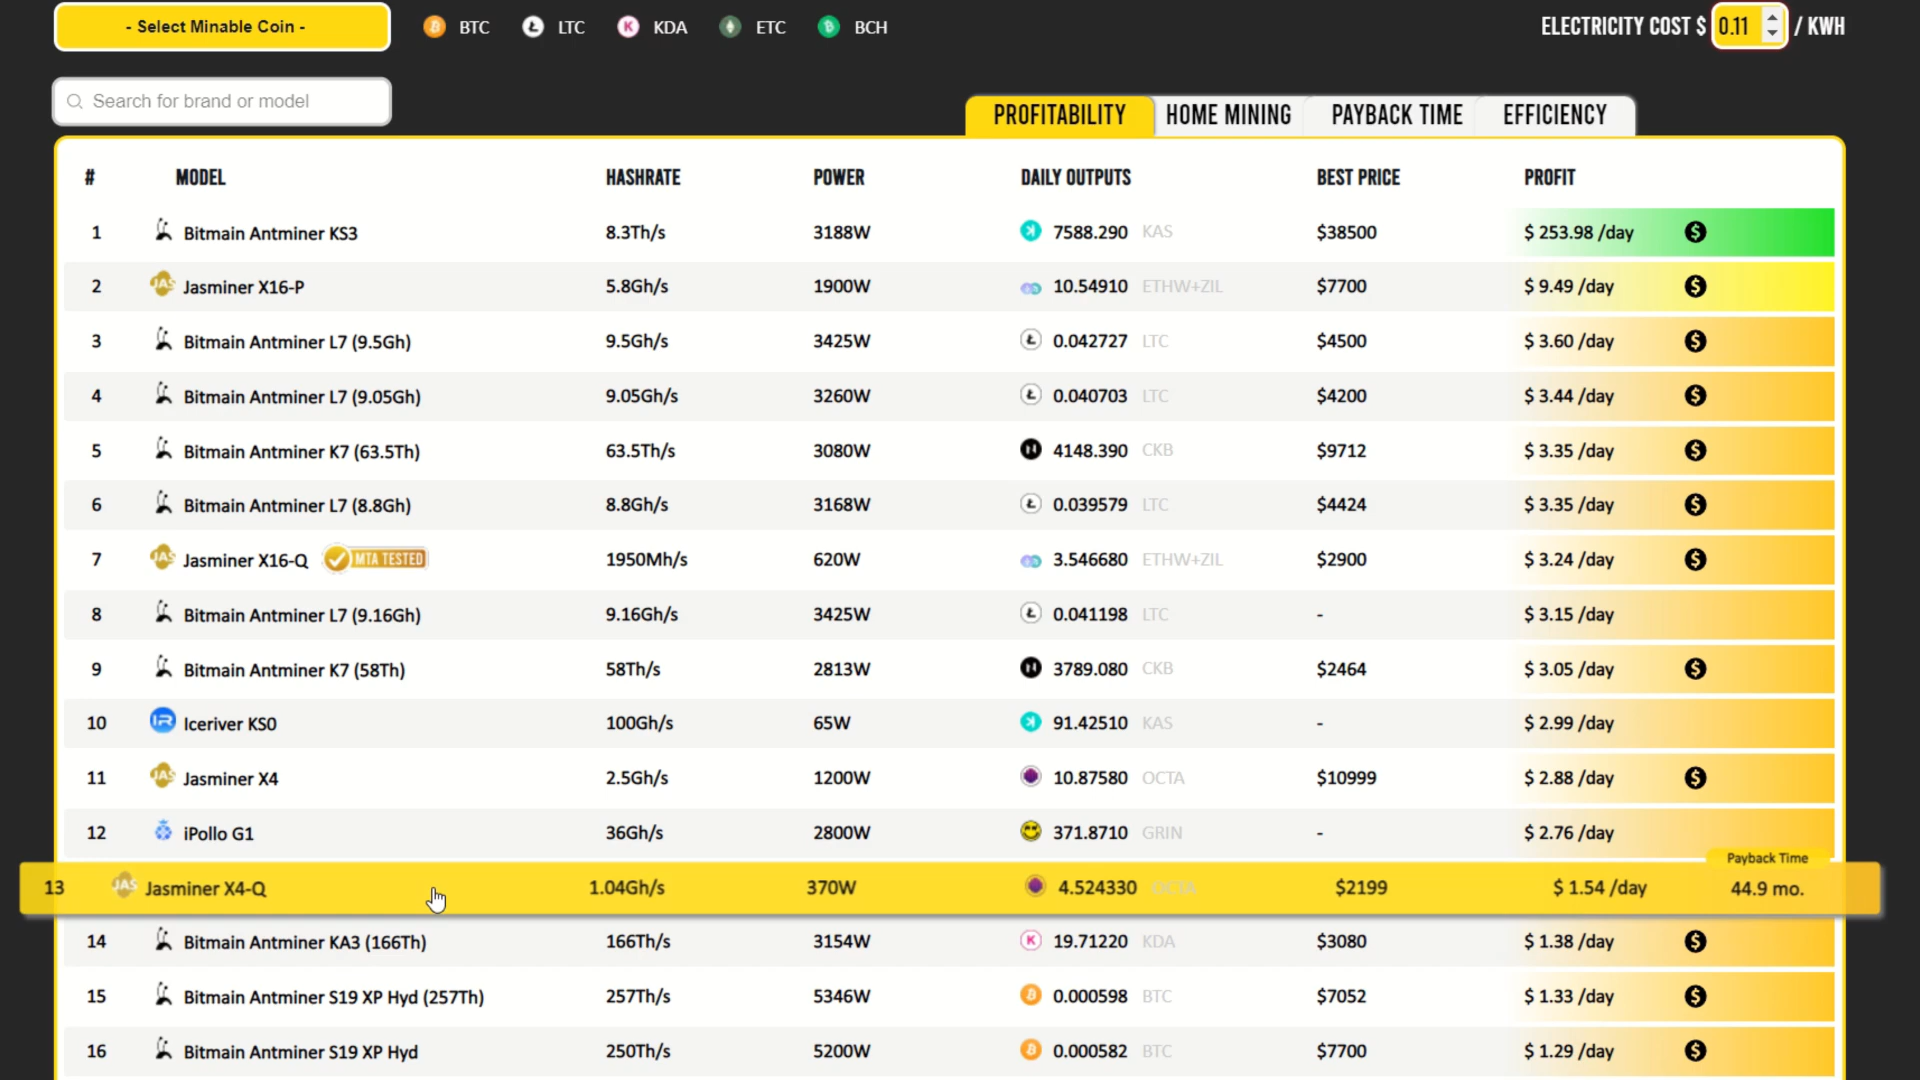 - Select Minable Coin - BTC LTC KDA ETC BCH ELECTRICITY COST $ 0.11 / KWH
Search for brand or model
PROFITABILITY HOME MINING PAYBACK TIME EFFICIENCY
# MODEL HASHRATE POWER DAILY OUTPUTS BEST PRICE PROFIT
1 Bitmain Antminer KS3 8.3Th/s 3188W 7588.290 KAS $38500 $ 253.98 /day
2 JAS Jasminer X16-P 5.8Gh/s 1900W 10.54910 ETHW+ZIL $7700 $ 9.49 /day
3 Bitmain Antminer L7 (9.5Gh) 9.5Gh/s 3425W 0.042727 LTC $4500 $ 3.60 /day
4 Bitmain Antminer L7 (9.05Gh) 9.05Gh/s 3260W 0.040703 LTC $4200 $ 3.44 /day
5 Bitmain Antminer K7 (63.5Th) 63.5Th/s 3080W 4148.390 CKB $9712 $ 3.35 /day
6 Bitmain Antminer L7 (8.8Gh) 8.8Gh/s 3168W 0.039579 LTC $4424 $ 3.35 /day
7 JAS Jasminer X16-Q MTA TESTED 1950Mh/s 620W 3.546680 ETHW+ZIL $2900 $ 3.24 /day
8 Bitmain Antminer L7 (9.16Gh) 9.16Gh/s 3425W 0.041198 LTC - $ 3.15 /day
9 Bitmain Antminer K7 (58Th) 58Th/s 2813W 3789.080 CKB $2464 $ 3.05 /day
10 Iceriver KS0 100Gh/s 65W 91.42510 KAS - $ 2.99 /day
11 JAS Jasminer X4 2.5Gh/s 1200W 10.87580 OCTA $10999 $ 2.88 /day
12 iPollo G1 36Gh/s 2800W 371.8710 GRIN - $ 2.76 /day
Payback Time
13 JAS Jasminer X4-Q 1.04Gh/s 370W 4.524330 OCTA $2199 $ 1.54 /day 44.9 mo.
14 Bitmain Antminer KA3 (166Th) 166Th/s 3154W 19.71220 KDA $3080 $ 1.38 /day
15 Bitmain Antminer S19 XP Hyd (257Th) 257Th/s 5346W 0.000598 BTC $7052 $ 1.33 /day
16 Bitmain Antminer S19 XP Hyd 250Th/s 5200W 0.000582 BTC $7700 $ 1.29 /day